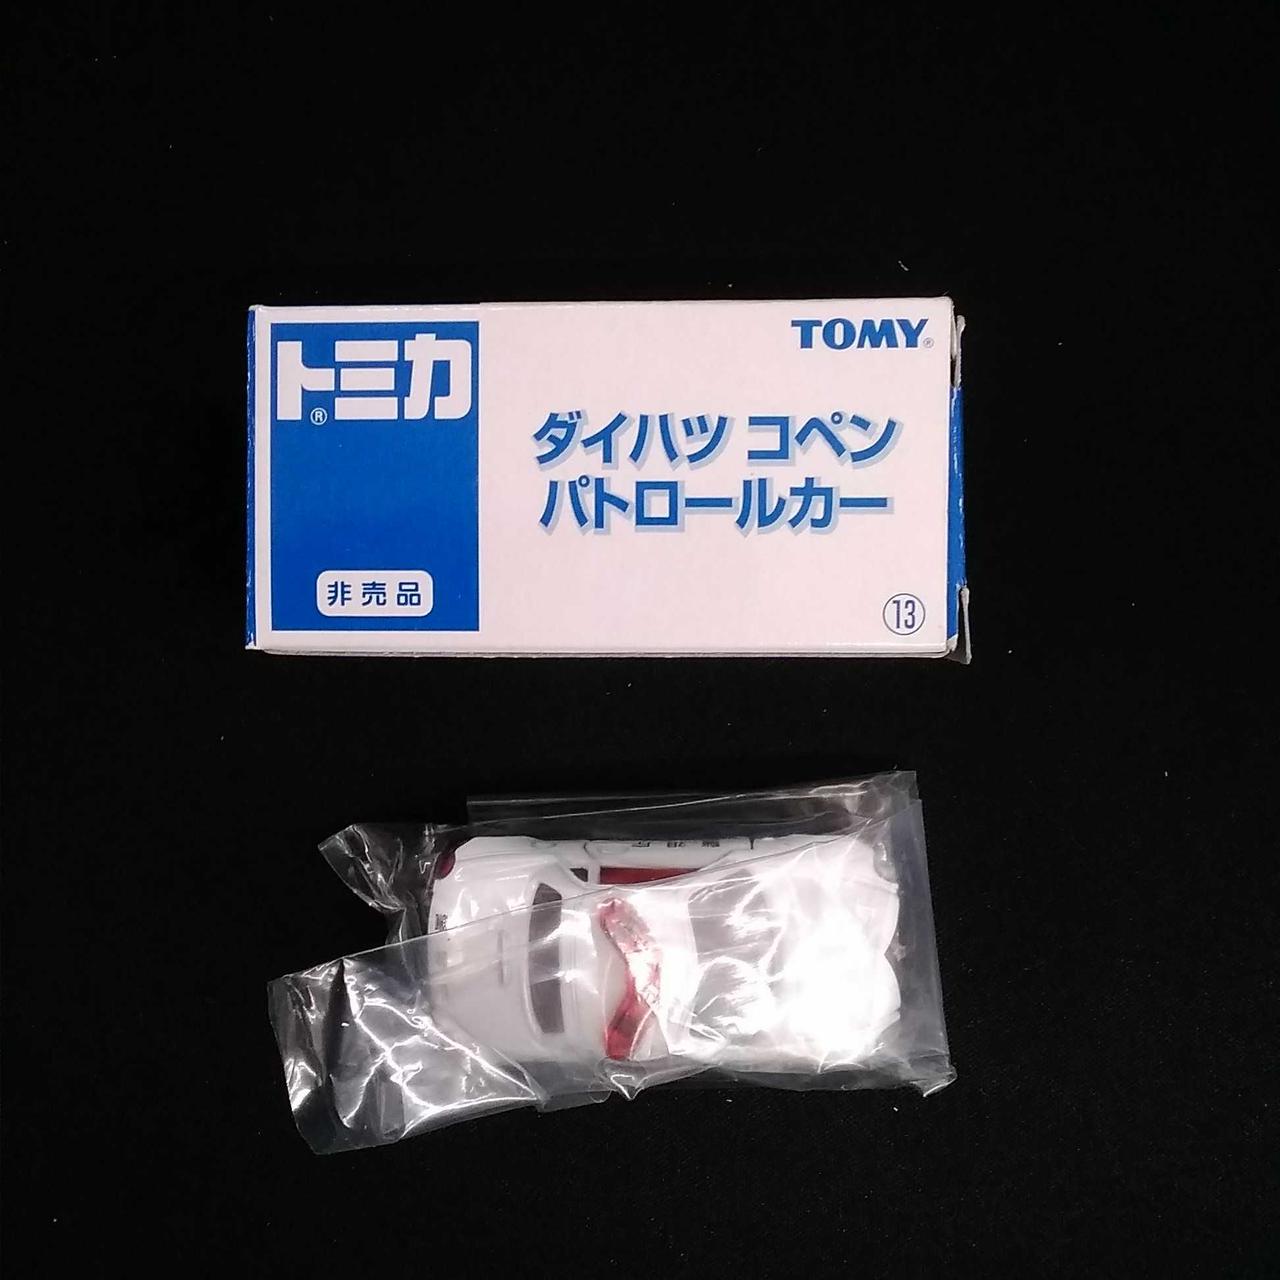 トミカ®
TOMY®
ダイハツ コペン
パトロールカー
非売品
⑬